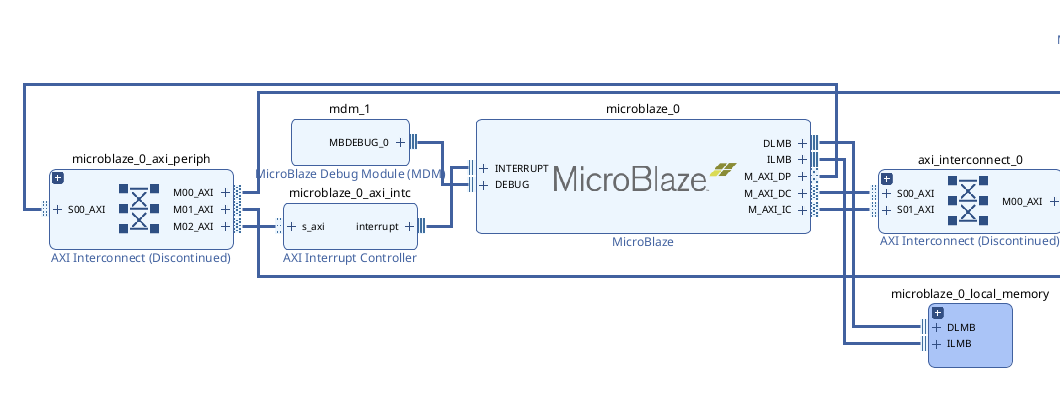 mdm_1
MBDEBUG_0
MicroBlaze Debug Module (MDM)
microblaze_0
INTERRUPT
DEBUG
MicroBlaze
DLMB
ILMB
M_AXI_DP
M_AXI_DC
M_AXI_IC
MicroBlaze
microblaze_0_axi_periph
S00_AXI
M00_AXI
M01_AXI
M02_AXI
AXI Interconnect (Discontinued)
microblaze_0_axi_intc
s_axi
interrupt
AXI Interrupt Controller
axi_interconnect_0
S00_AXI
S01_AXI
M00_AXI
AXI Interconnect (Discontinued)
microblaze_0_local_memory
DLMB
ILMB